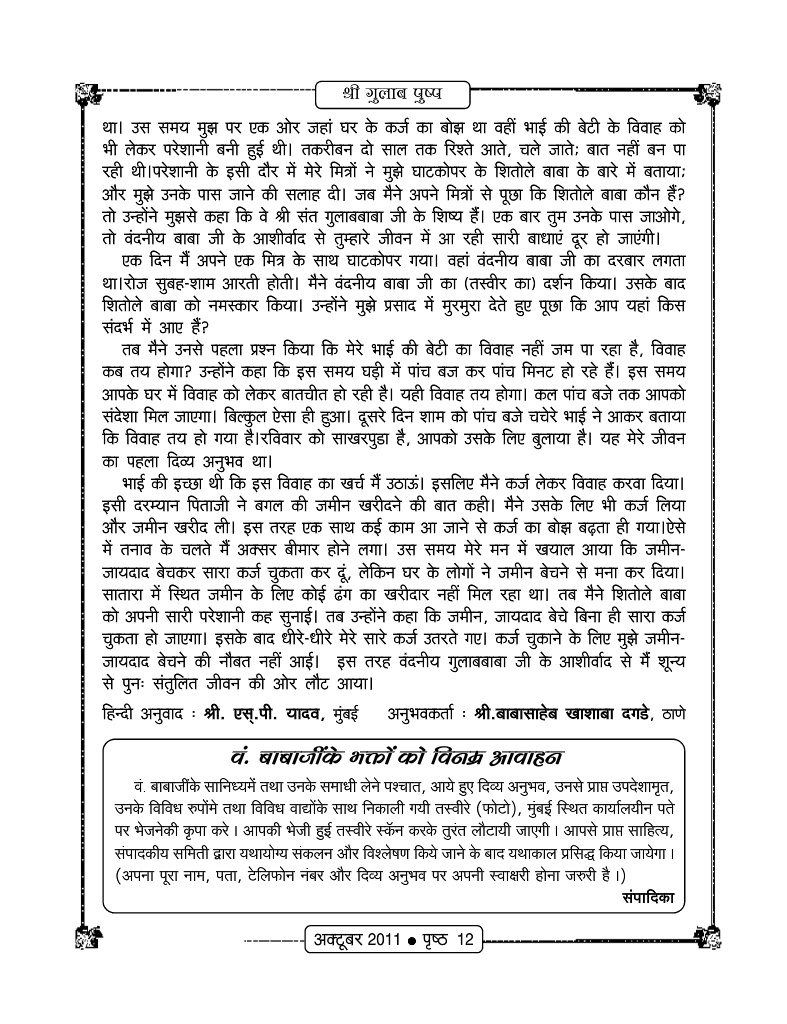 श्री गुलाब पुष्प
था। उस समय मुझ पर एक ओर जहां घर के कर्ज का बोझ था वहीं भाई की बेटी के विवाह को
भी लेकर परेशानी बनी हुई थी। तकरीबन दो साल तक रिश्ते आते, चले जाते; बात नहीं बन पा
रही थी।परेशानी के इसी दौर में मेरे मित्रों ने मुझे घाटकोपर के शितोले बाबा के बारे में बताया;
और मुझे उनके पास जाने की सलाह दी। जब मैने अपने मित्रों से पूछा कि शितोले बाबा कौन हैं?
तो उन्होंने मुझसे कहा कि वे श्री संत गुलाबबाबा जी के शिष्य हैं। एक बार तुम उनके पास जाओगे,
तो वंदनीय बाबा जी के आशीर्वाद से तुम्हारे जीवन में आ रही सारी बाधाएं दूर हो जाएंगी।
एक दिन मैं अपने एक मित्र के साथ घाटकोपर गया। वहां वंदनीय बाबा जी का दरबार लगता
था।रोज सुबह-शाम आरती होती। मैने वंदनीय बाबा जी का (तस्वीर का) दर्शन किया। उसके बाद
शितोले बाबा को नमस्कार किया। उन्होंने मुझे प्रसाद में मुरमुरा देते हुए पूछा कि आप यहां किस
संदर्भ में आए हैं?
तब मैने उनसे पहला प्रश्न किया कि मेरे भाई की बेटी का विवाह नहीं जम पा रहा है, विवाह
कब तय होगा? उन्होंने कहा कि इस समय घड़ी में पांच बज कर पांच मिनट हो रहे हैं। इस समय
आपके घर में विवाह को लेकर बातचीत हो रही है। यही विवाह तय होगा। कल पांच बजे तक आपको
संदेशा मिल जाएगा। बिल्कुल ऐसा ही हुआ। दूसरे दिन शाम को पांच बजे चचेरे भाई ने आकर बताया
कि विवाह तय हो गया है।रविवार को साखरपुडा है, आपको उसके लिए बुलाया है। यह मेरे जीवन
का पहला दिव्य अनुभव था।
भाई की इच्छा थी कि इस विवाह का खर्च मैं उठाऊं। इसलिए मैने कर्ज लेकर विवाह करवा दिया।
इसी दरम्यान पिताजी ने बगल की जमीन खरीदने की बात कही। मैने उसके लिए भी कर्ज लिया
और जमीन खरीद ली। इस तरह एक साथ कई काम आ जाने से कर्ज का बोझ बढ़ता ही गया।ऐसे
में तनाव के चलते मैं अक्सर बीमार होने लगा। उस समय मेरे मन में खयाल आया कि जमीन-
जायदाद बेचकर सारा कर्ज चुकता कर दूं, लेकिन घर के लोगों ने जमीन बेचने से मना कर दिया।
सातारा में स्थित जमीन के लिए कोई ढंग का खरीदार नहीं मिल रहा था। तब मैने शितोले बाबा
को अपनी सारी परेशानी कह सुनाई। तब उन्होंने कहा कि जमीन, जायदाद बेचे बिना ही सारा कर्ज
चुकता हो जाएगा। इसके बाद धीरे-धीरे मेरे सारे कर्ज उतरते गए। कर्ज चुकाने के लिए मुझे जमीन-
जायदाद बेचने की नौबत नहीं आई। इस तरह वंदनीय गुलाबबाबा जी के आशीर्वाद से मैं शून्य
से पुनः संतुलित जीवन की ओर लौट आया।
हिन्दी अनुवाद : श्री. एस्.पी. यादव, मुंबई अनुभवकर्ता : श्री.बाबासाहेब खाशाबा दगडे, ठाणे
वं. बाबाजींके भक्तों को विनम्र आवाहन
वं. बाबाजींके सानिध्यमें तथा उनके समाधी लेने पश्चात, आये हुए दिव्य अनुभव, उनसे प्राप्त उपदेशामृत,
उनके विविध रुपोंमे तथा विविध वाद्योंके साथ निकाली गयी तस्वीरे (फोटो), मुंबई स्थित कार्यालयीन पते
पर भेजनेकी कृपा करे । आपकी भेजी हुई तस्वीरे स्कॅन करके तुरंत लौटायी जाएगी । आपसे प्राप्त साहित्य,
संपादकीय समिती द्वारा यथायोग्य संकलन और विश्लेषण किये जाने के बाद यथाकाल प्रसिद्ध किया जायेगा ।
(अपना पूरा नाम, पता, टेलिफोन नंबर और दिव्य अनुभव पर अपनी स्वाक्षरी होना जरुरी है ।)
संपादिका
अक्टूबर 2011 ● पृष्ठ 12